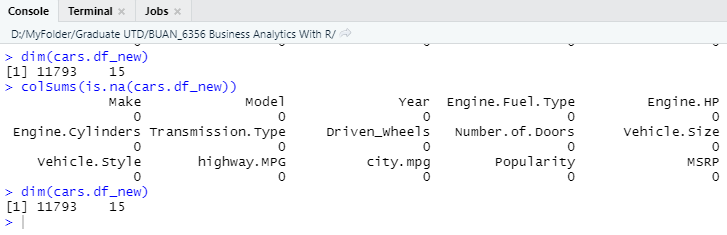 Console Terminal × Jobs ×
D:/MyFolder/Graduate UTD/BUAN_6356 Business Analytics With R/
> dim(cars.df_new)
[1] 11793    15
> colSums(is.na(cars.df_new))
Make Model Year Engine.Fuel.Type Engine.HP
0 0 0 0 0
Engine.Cylinders Transmission.Type Driven_Wheels Number.of.Doors Vehicle.Size
0 0 0 0 0
Vehicle.Style highway.MPG city.mpg Popularity MSRP
0 0 0 0 0
> dim(cars.df_new)
[1] 11793    15
>